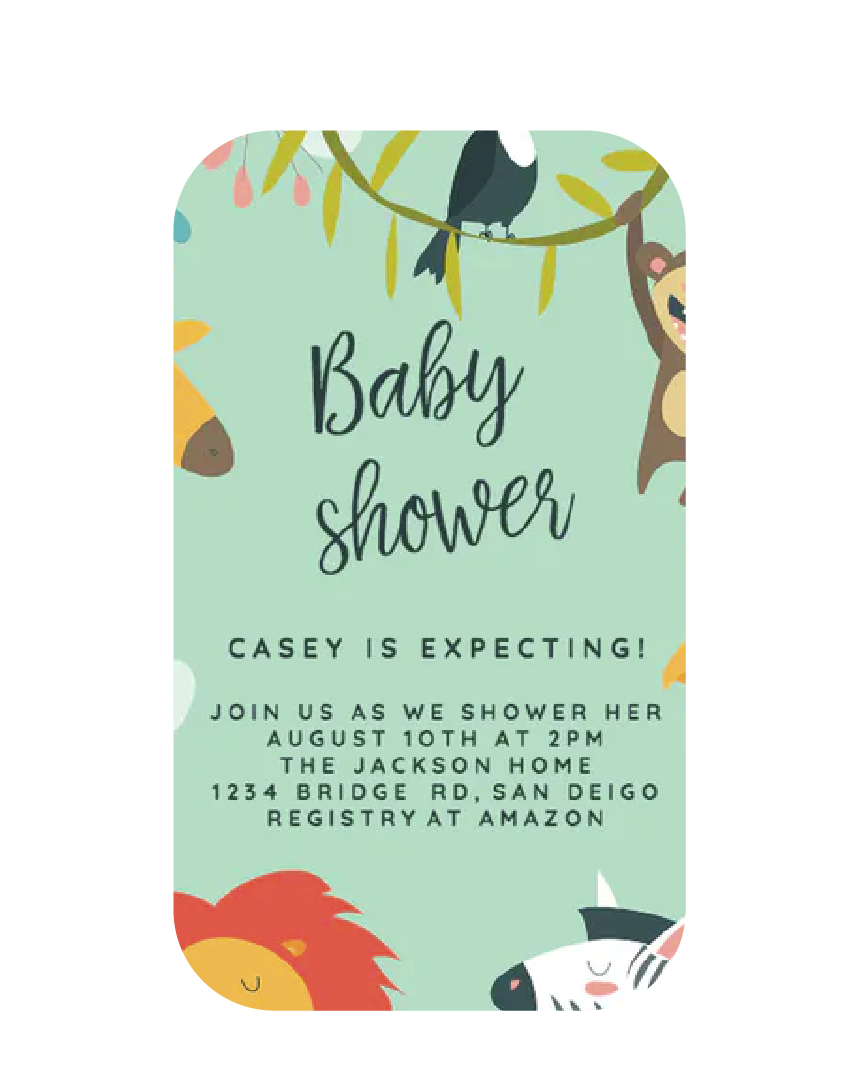 Baby
shower
CASEY IS EXPECTING!
JOIN US AS WE SHOWER HER
AUGUST 10TH AT 2PM
THE JACKSON HOME
1234 BRIDGE RD, SAN DEIGO
REGISTRY AT AMAZON